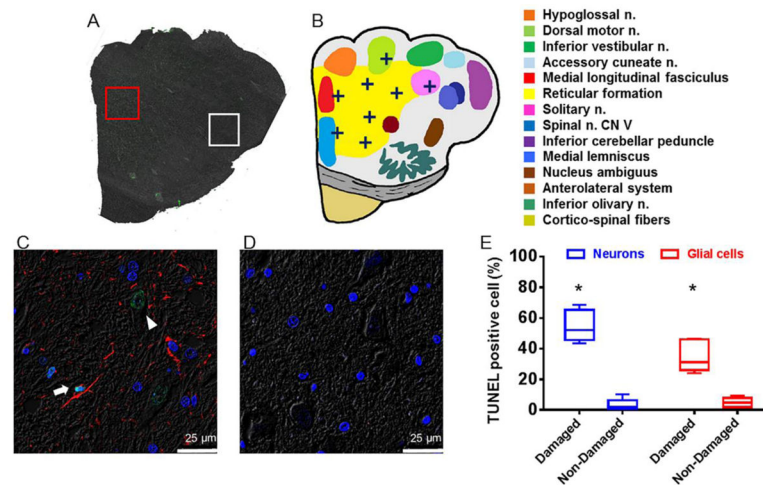 A
B
Hypoglossal n.
Dorsal motor n.
Inferior vestibular n.
Accessory cuneate n.
Medial longitudinal fasciculus
Reticular formation
Solitary n.
Spinal n. CN V
Inferior cerebellar peduncle
Medial lemniscus
Nucleus ambiguus
Anterolateral system
Inferior olivary n.
Cortico-spinal fibers
C
25 µm
D
25 µm
E
Neurons
Glial cells
TUNEL positive cell (%)
100
80
60
40
20
0
*
*
Damaged
Non-Damaged
Damaged
Non-Damaged